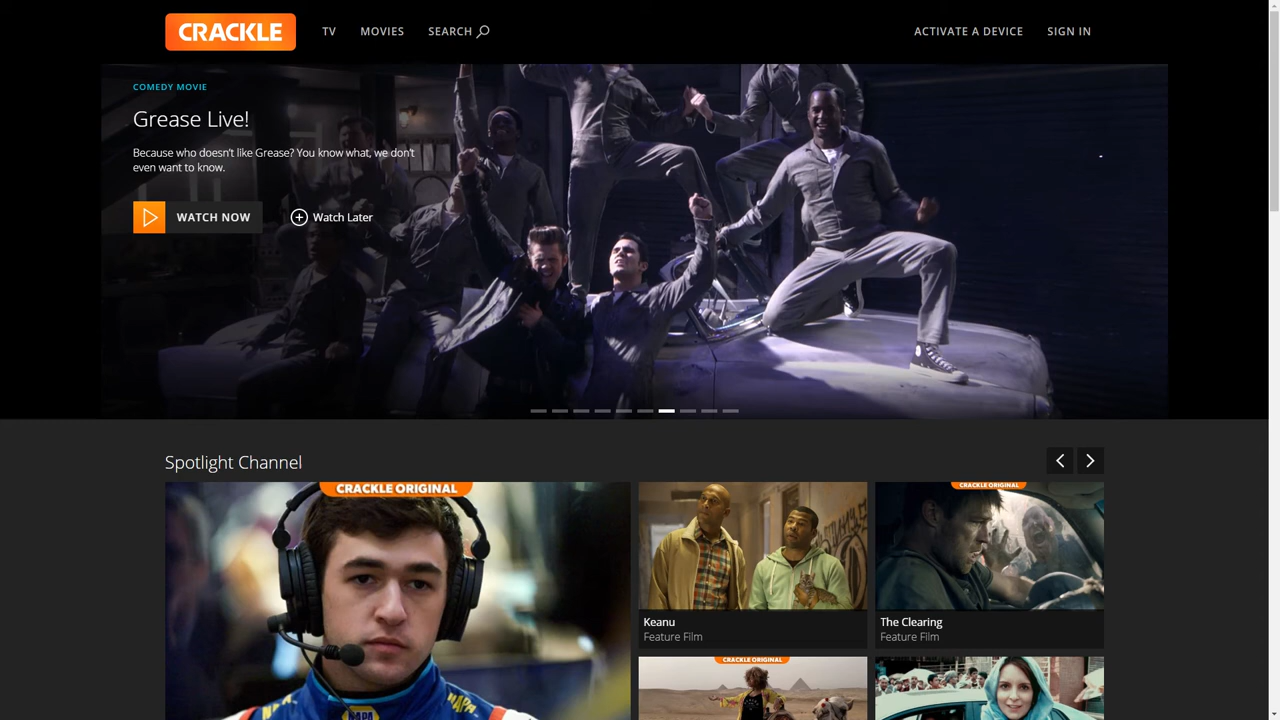 CRACKLE
TV
MOVIES
SEARCH
ACTIVATE A DEVICE
SIGN IN
COMEDY MOVIE
Grease Live!
Because who doesn't like Grease? You know what, we don't
even want to know.
WATCH NOW
Watch Later
Spotlight Channel
CRACKLE ORIGINAL
CRACKLE ORIGINAL
Keanu
Feature Film
The Clearing
Feature Film
CRACKLE ORIGINAL
NAPA
NAPA